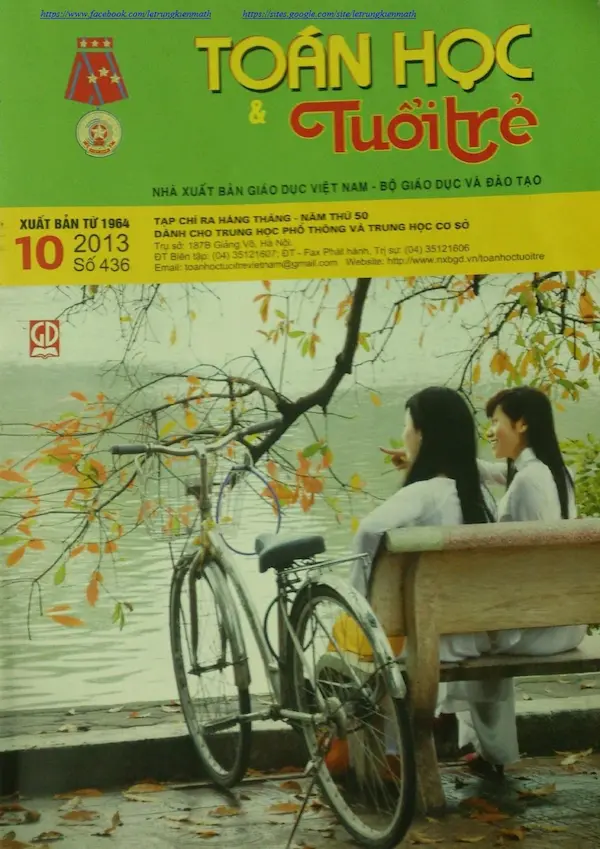 https://www.facebook.com/letrungkienmath https://sites.google.com/site/letrungkienmath
TOÁN HỌC
& Tuổi trẻ
NHÀ XUẤT BẢN GIÁO DỤC VIỆT NAM - BỘ GIÁO DỤC VÀ ĐÀO TẠO
XUẤT BẢN TỪ 1964
10 2013
Số 436
TẠP CHÍ RA HÀNG THÁNG - NĂM THỨ 50
DÀNH CHO TRUNG HỌC PHỔ THÔNG VÀ TRUNG HỌC CƠ SỞ
Trụ sở: 187B Giảng Võ, Hà Nội.
ĐT Biên tập: (04) 35121607; ĐT - Fax Phát hành, Trị sự: (04) 35121606
Email: toanhoctuoitrevietnam@gmail.com Website: http://www.nxbgd.vn/toanhoctuoitre
GD